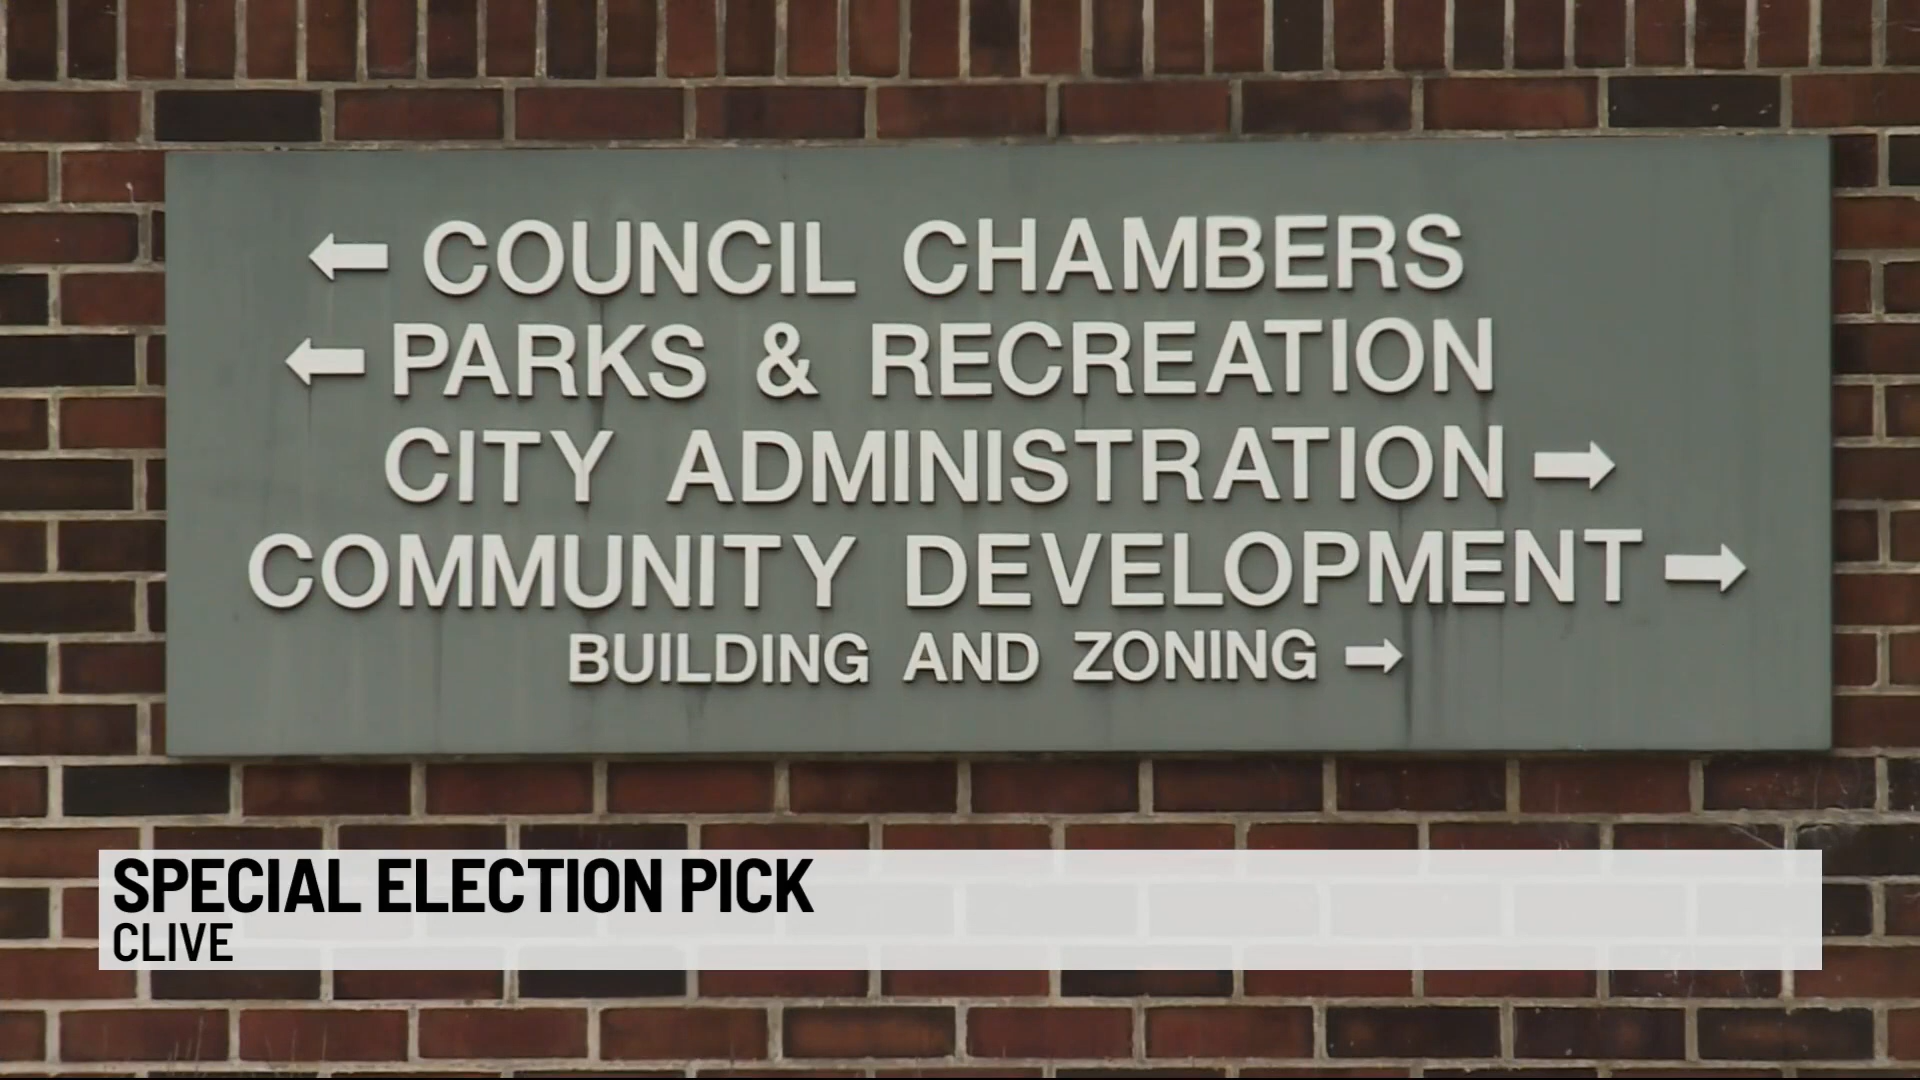 ← COUNCIL CHAMBERS
← PARKS & RECREATION
CITY ADMINISTRATION →
COMMUNITY DEVELOPMENT →
BUILDING AND ZONING →
SPECIAL ELECTION PICK
CLIVE